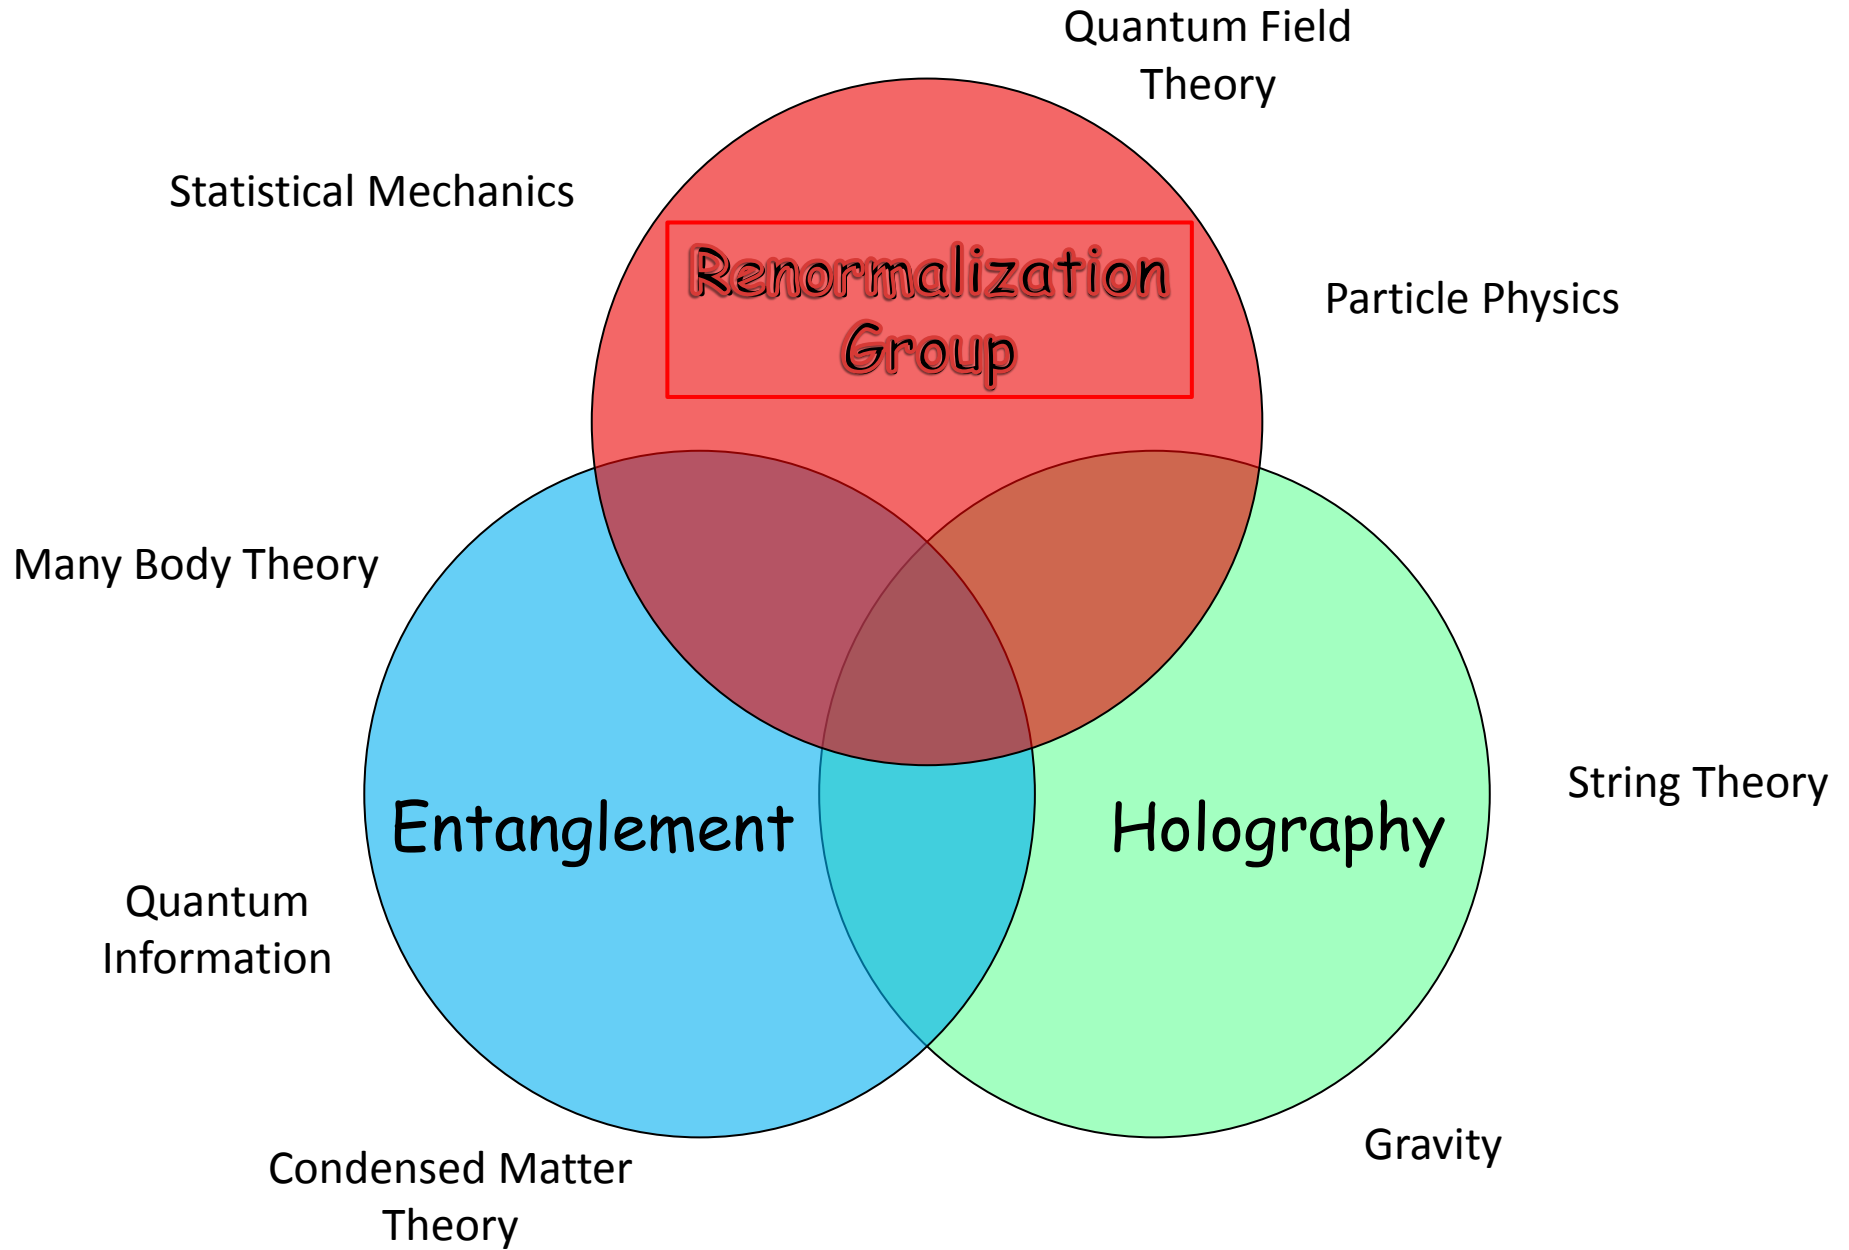 Quantum Field
Theory
Statistical Mechanics
Renormalization
Group
Particle Physics
Many Body Theory
String Theory
Entanglement
Holography
Quantum
Information
Gravity
Condensed Matter
Theory